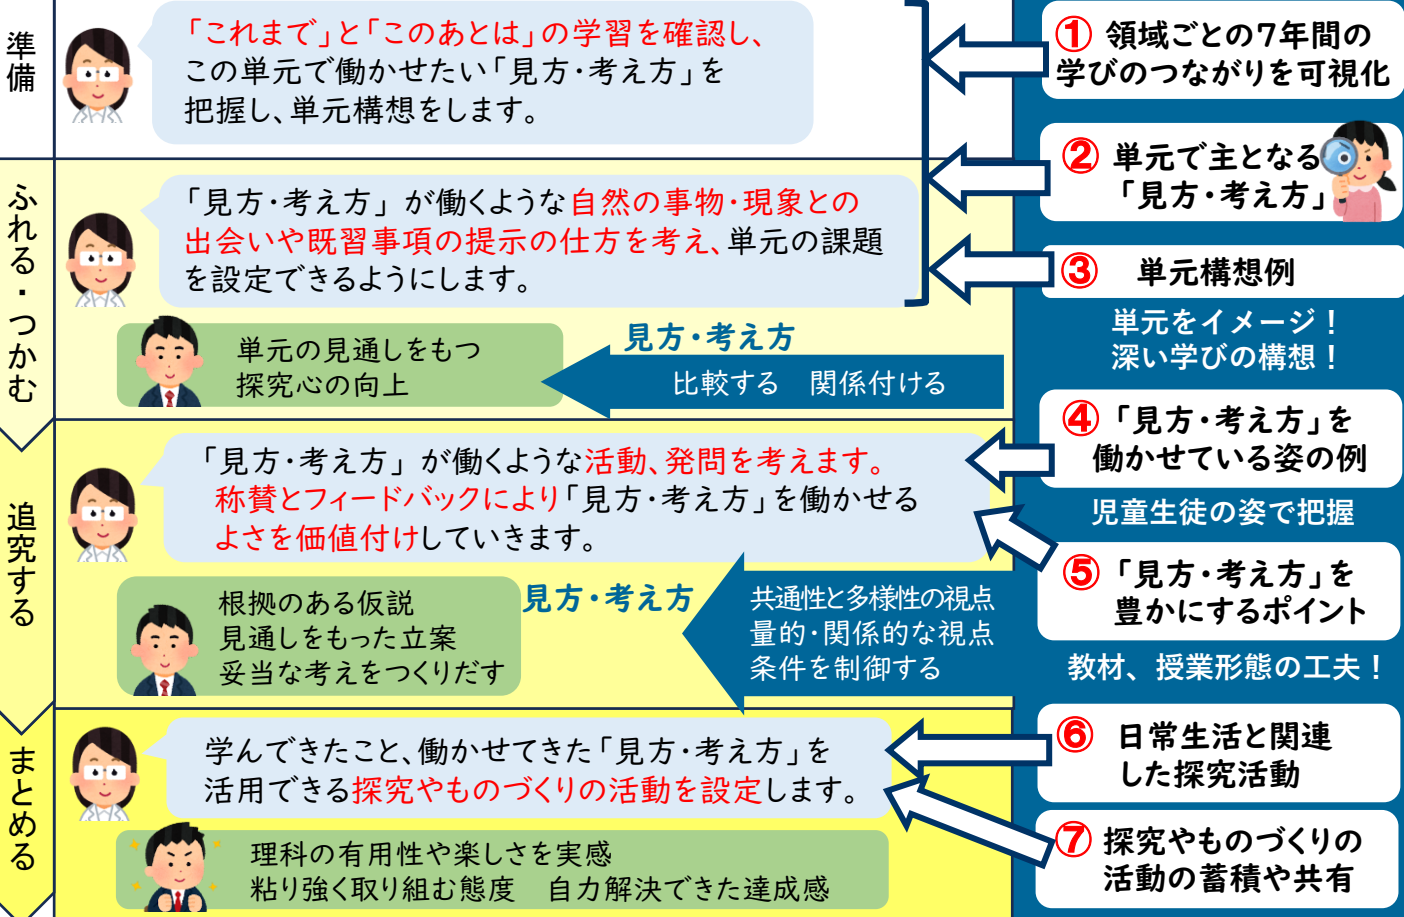 準備
「これまで」と「このあとは」の学習を確認し、
この単元で働かせたい「見方・考え方」を
把握し、単元構想をします。
① 領域ごとの7年間の
学びのつながりを可視化
② 単元で主となる
「見方・考え方」
ふれる・つかむ
「見方・考え方」が働くような自然の事物・現象との
出会いや既習事項の提示の仕方を考え、単元の課題
を設定できるようにします。
③ 単元構想例
単元をイメージ！
深い学びの構想！
単元の見通しをもつ
探究心の向上
見方・考え方
比較する 関係付ける
追究する
「見方・考え方」が働くような活動、発問を考えます。
称賛とフィードバックにより「見方・考え方」を働かせる
よさを価値付けしていきます。
④「見方・考え方」を
働かせている姿の例
児童生徒の姿で把握
⑤「見方・考え方」を
豊かにするポイント
教材、授業形態の工夫！
根拠のある仮説
見通しをもった立案
妥当な考えをつくりだす
見方・考え方
共通性と多様性の視点
量的・関係的な視点
条件を制御する
まとめる
学んできたこと、働かせてきた「見方・考え方」を
活用できる探究やものづくりの活動を設定します。
⑥ 日常生活と関連
した探究活動
⑦ 探究やものづくりの
活動の蓄積や共有
理科の有用性や楽しさを実感
粘り強く取り組む態度 自力解決できた達成感